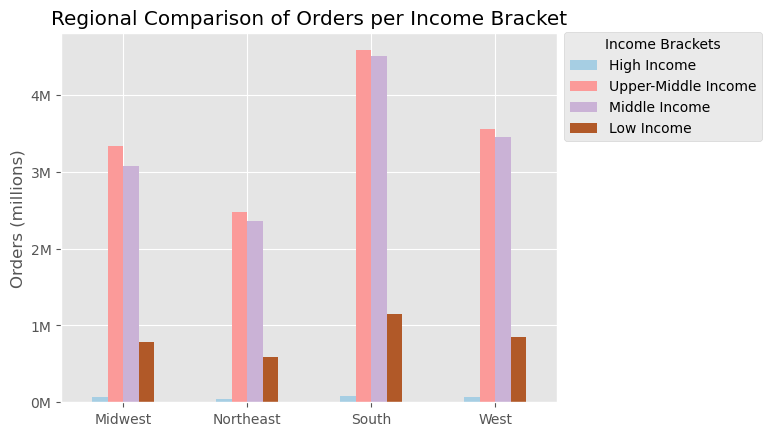 Regional Comparison of Orders per Income Bracket
Income Brackets
High Income
Upper-Middle Income
Middle Income
Low Income
Orders (millions)
4M
3M
2M
1M
0M
Midwest
Northeast
South
West